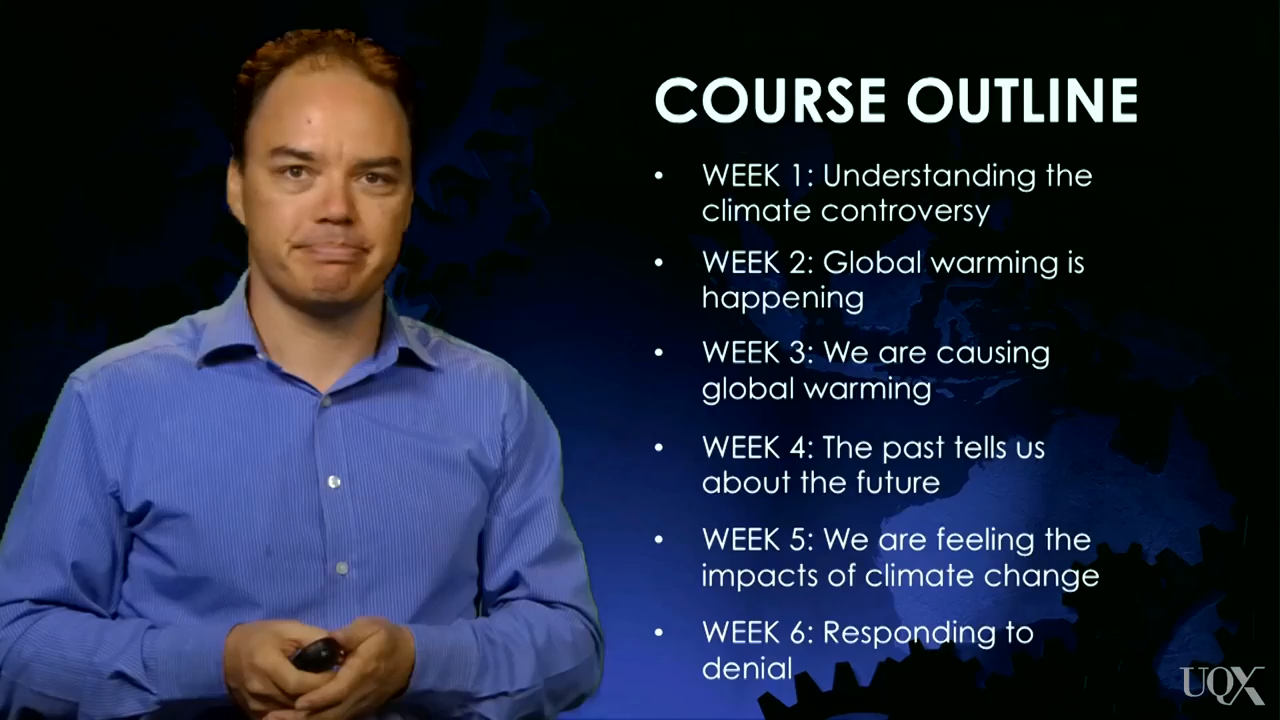 COURSE OUTLINE
• WEEK 1: Understanding the
climate controversy
• WEEK 2: Global warming is
happening
• WEEK 3: We are causing
global warming
• WEEK 4: The past tells us
about the future
• WEEK 5: We are feeling the
impacts of climate change
• WEEK 6: Responding to
denial
UQX